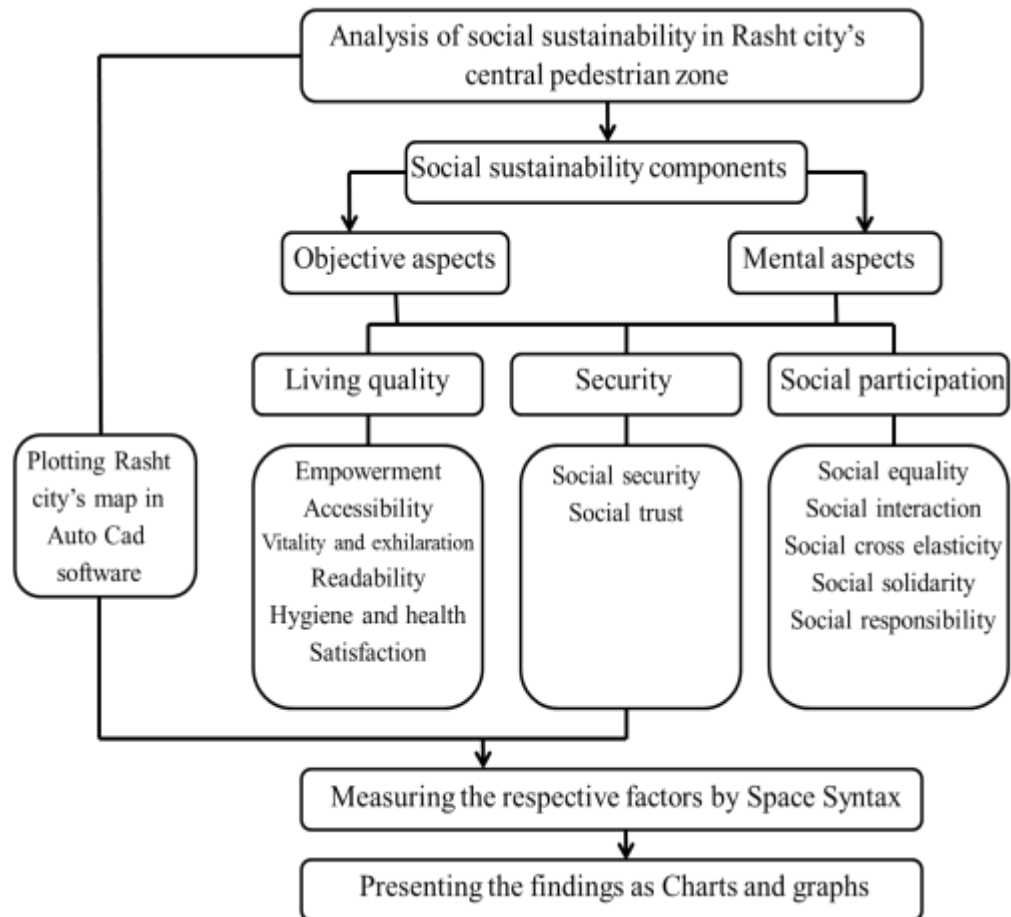 Analysis of social sustainability in Rasht city's
central pedestrian zone
Social sustainability components
Objective aspects
Mental aspects
Living quality
Security
Social participation
Plotting Rasht
city's map in
Auto Cad
software
Empowerment
Accessibility
Vitality and exhilaration
Readability
Hygiene and health
Satisfaction
Social security
Social trust
Social equality
Social interaction
Social cross elasticity
Social solidarity
Social responsibility
Measuring the respective factors by Space Syntax
Presenting the findings as Charts and graphs